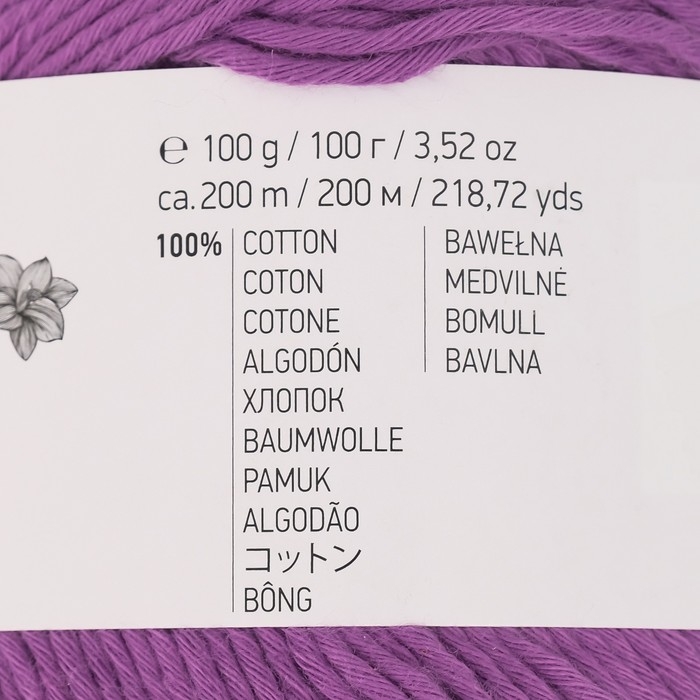 ℮ 100 g / 100 г / 3,52 oz
ca. 200 m / 200 м / 218,72 yds
100% COTTON
COTON
COTONE
ALGODÓN
ХЛОПОК
BAUMWOLLE
PAMUK
ALGODÃO
コットン
BÔNG
BAWEŁNA
MEDVILNĖ
BOMULL
BAVLNA